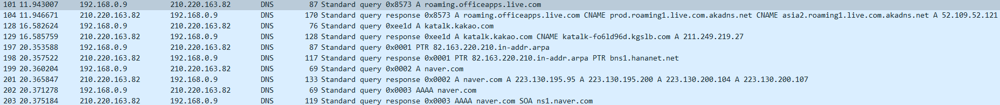 101 11.943007 192.168.0.9 210.220.163.82 DNS 87 Standard query 0x8573 A roaming.officeapps.live.com
104 11.946671 210.220.163.82 192.168.0.9 DNS 170 Standard query response 0x8573 A roaming.officeapps.live.com CNAME prod.roaming1.live.com.akadns.net CNAME asia2.roaming1.live.com.akadns.net A 52.109.52.121
128 16.582624 192.168.0.9 210.220.163.82 DNS 76 Standard query 0xee1d A katalk.kakao.com
129 16.585759 210.220.163.82 192.168.0.9 DNS 128 Standard query response 0xee1d A katalk.kakao.com CNAME katalk-fo6ld96d.kgslb.com A 211.249.219.27
197 20.353588 192.168.0.9 210.220.163.82 DNS 87 Standard query 0x0001 PTR 82.163.220.210.in-addr.arpa
198 20.357522 210.220.163.82 192.168.0.9 DNS 117 Standard query response 0x0001 PTR 82.163.220.210.in-addr.arpa PTR bns1.hananet.net
199 20.360204 192.168.0.9 210.220.163.82 DNS 69 Standard query 0x0002 A naver.com
201 20.365847 210.220.163.82 192.168.0.9 DNS 133 Standard query response 0x0002 A naver.com A 223.130.195.95 A 223.130.195.200 A 223.130.200.104 A 223.130.200.107
202 20.371278 192.168.0.9 210.220.163.82 DNS 69 Standard query 0x0003 AAAA naver.com
203 20.375184 210.220.163.82 192.168.0.9 DNS 119 Standard query response 0x0003 AAAA naver.com SOA ns1.naver.com